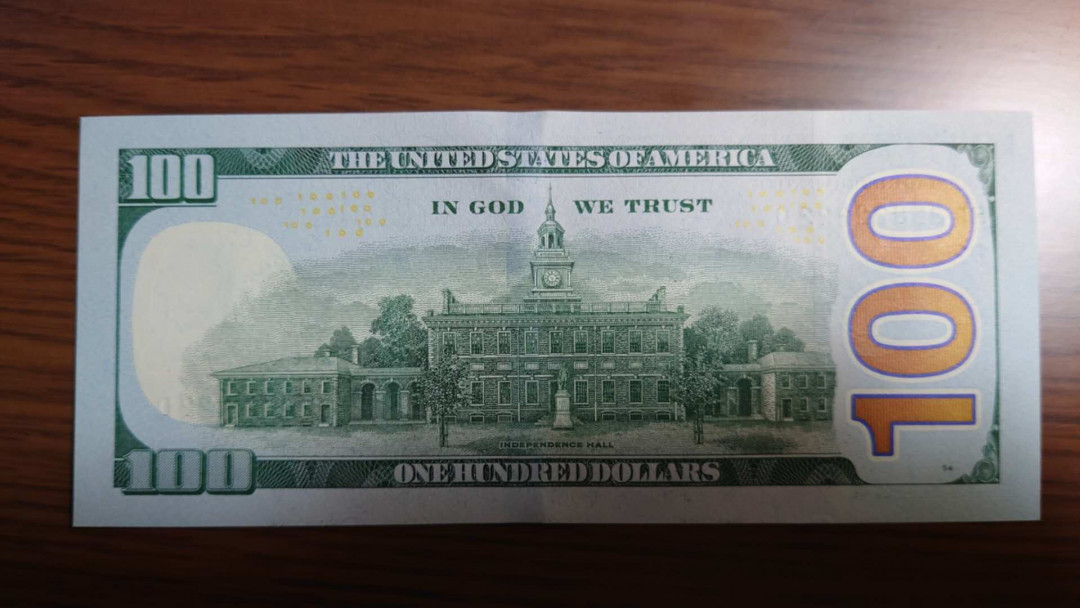 100
THE UNITED STATES OF AMERICA
IN GOD WE TRUST
100
INDEPENDENCE HALL
100
ONE HUNDRED DOLLARS